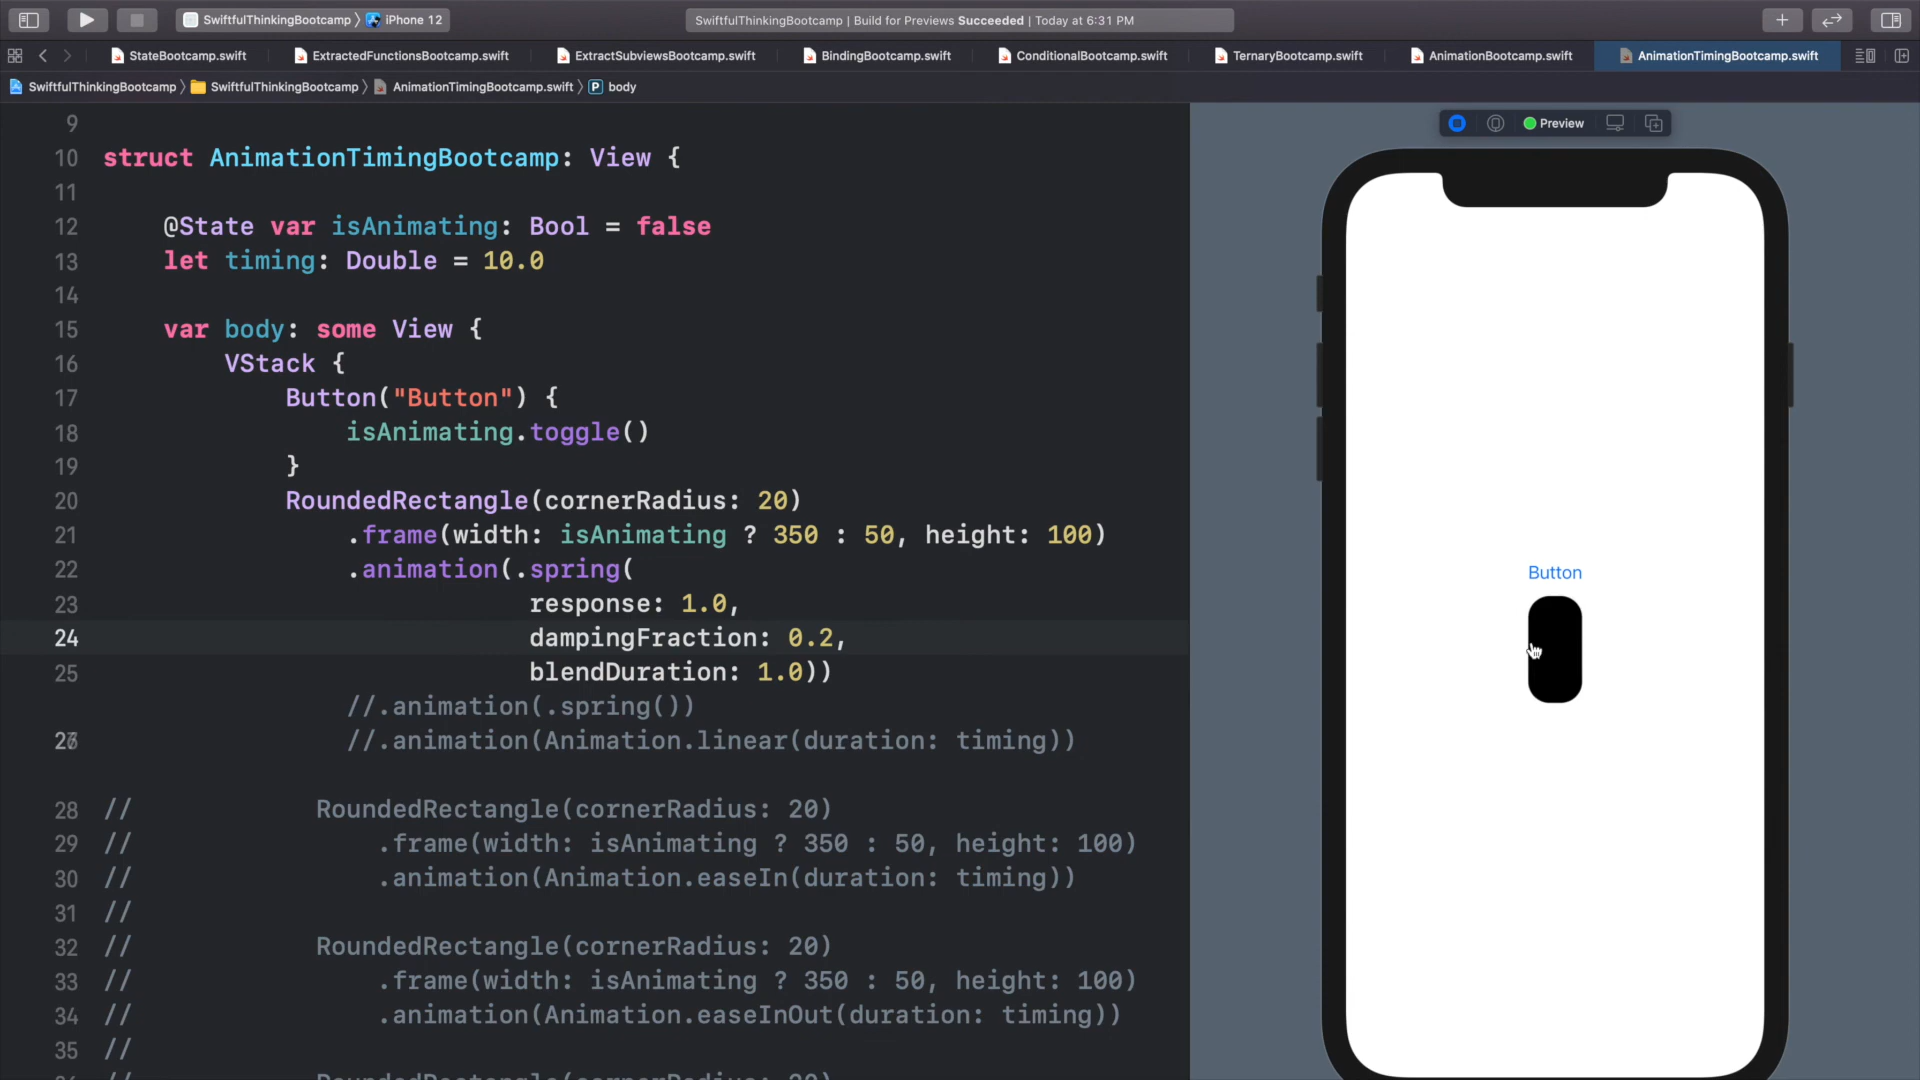 SwiftfulThinkingBootcamp 〉 iPhone 12
SwiftfulThinkingBootcamp | Build for Previews Succeeded | Today at 6:31 PM
StateBootcamp.swift ExtractedFunctionsBootcamp.swift ExtractSubviewsBootcamp.swift BindingBootcamp.swift ConditionalBootcamp.swift TernaryBootcamp.swift AnimationBootcamp.swift AnimationTimingBootcamp.swift
SwiftfulThinkingBootcamp 〉 SwiftfulThinkingBootcamp 〉 AnimationTimingBootcamp.swift 〉 P body
9
10 struct AnimationTimingBootcamp: View {
11
12 @State var isAnimating: Bool = false
13 let timing: Double = 10.0
14
15 var body: some View {
16 VStack {
17 Button("Button") {
18 isAnimating.toggle()
19 }
20 RoundedRectangle(cornerRadius: 20)
21 .frame(width: isAnimating ? 350 : 50, height: 100)
22 .animation(.spring(
23 response: 1.0,
24 dampingFraction: 0.2,
25 blendDuration: 1.0))
//.animation(.spring())
//.animation(Animation.linear(duration: timing))
28 // RoundedRectangle(cornerRadius: 20)
29 // .frame(width: isAnimating ? 350 : 50, height: 100)
30 // .animation(Animation.easeIn(duration: timing))
31 //
32 // RoundedRectangle(cornerRadius: 20)
33 // .frame(width: isAnimating ? 350 : 50, height: 100)
34 // .animation(Animation.easeInOut(duration: timing))
35 //
Preview
Button